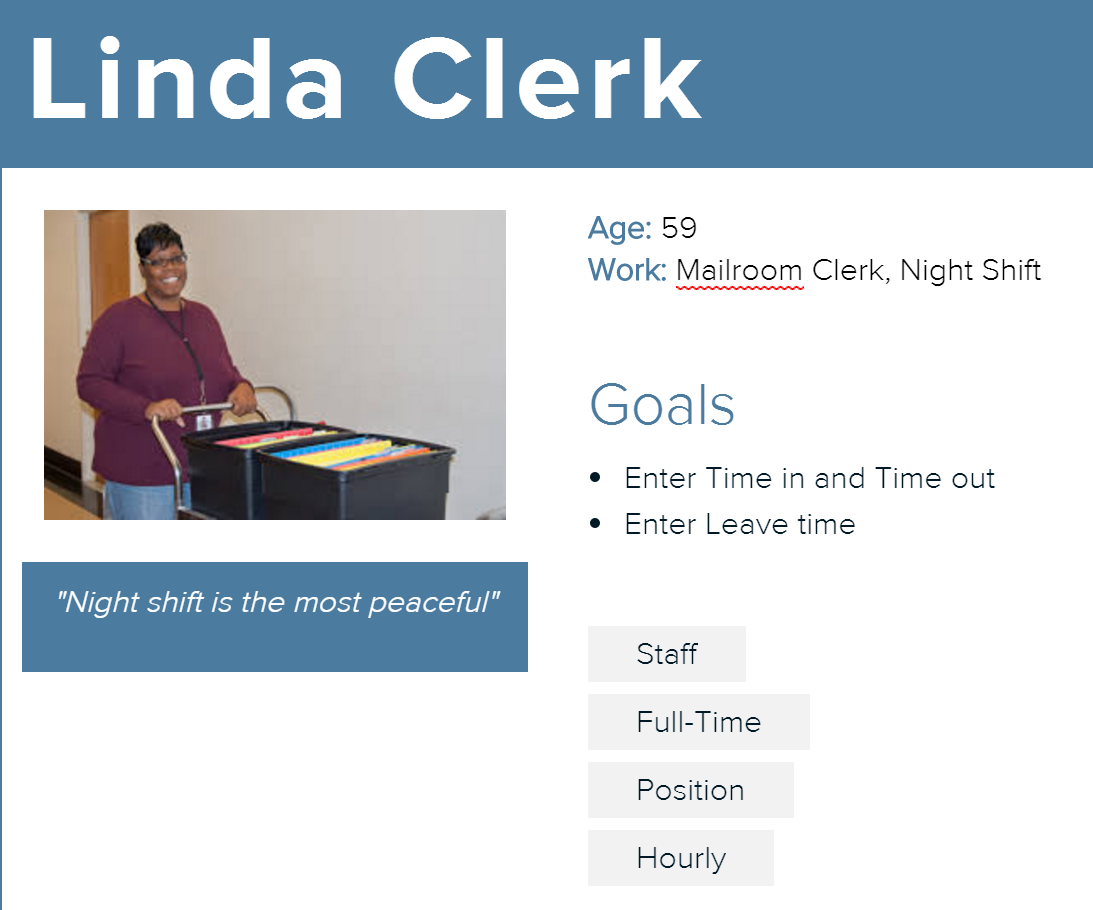 Linda Clerk
Age: 59
Work: Mailroom Clerk, Night Shift
Goals
• Enter Time in and Time out
• Enter Leave time
"Night shift is the most peaceful"
Staff
Full-Time
Position
Hourly